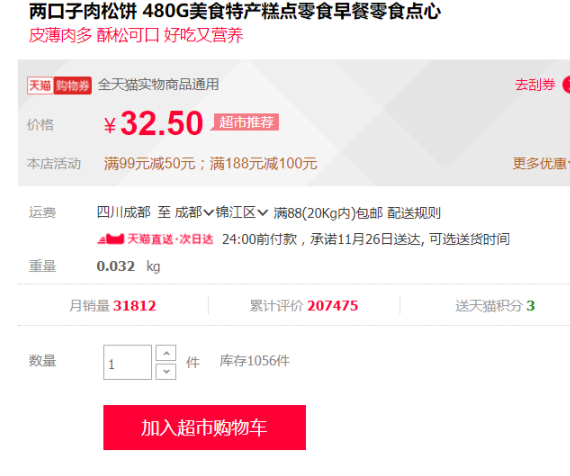 两口子肉松饼 480G美食特产糕点零食早餐零食点心
皮薄肉多 酥松可口 好吃又营养
天猫 购物券 全天猫实物商品通用 去刮券
价格 ¥32.50 超市推荐
本店活动 满99元减50元；满188元减100元 更多优惠
运费 四川成都 至 成都 锦江区 满88(20Kg内)包邮 配送规则
天猫直送·次日达 24:00前付款，承诺11月26日送达, 可选送货时间
重量 0.032 kg
月销量 31812 累计评价 207475 送天猫积分 3
数量 1 件 库存1056件
加入超市购物车